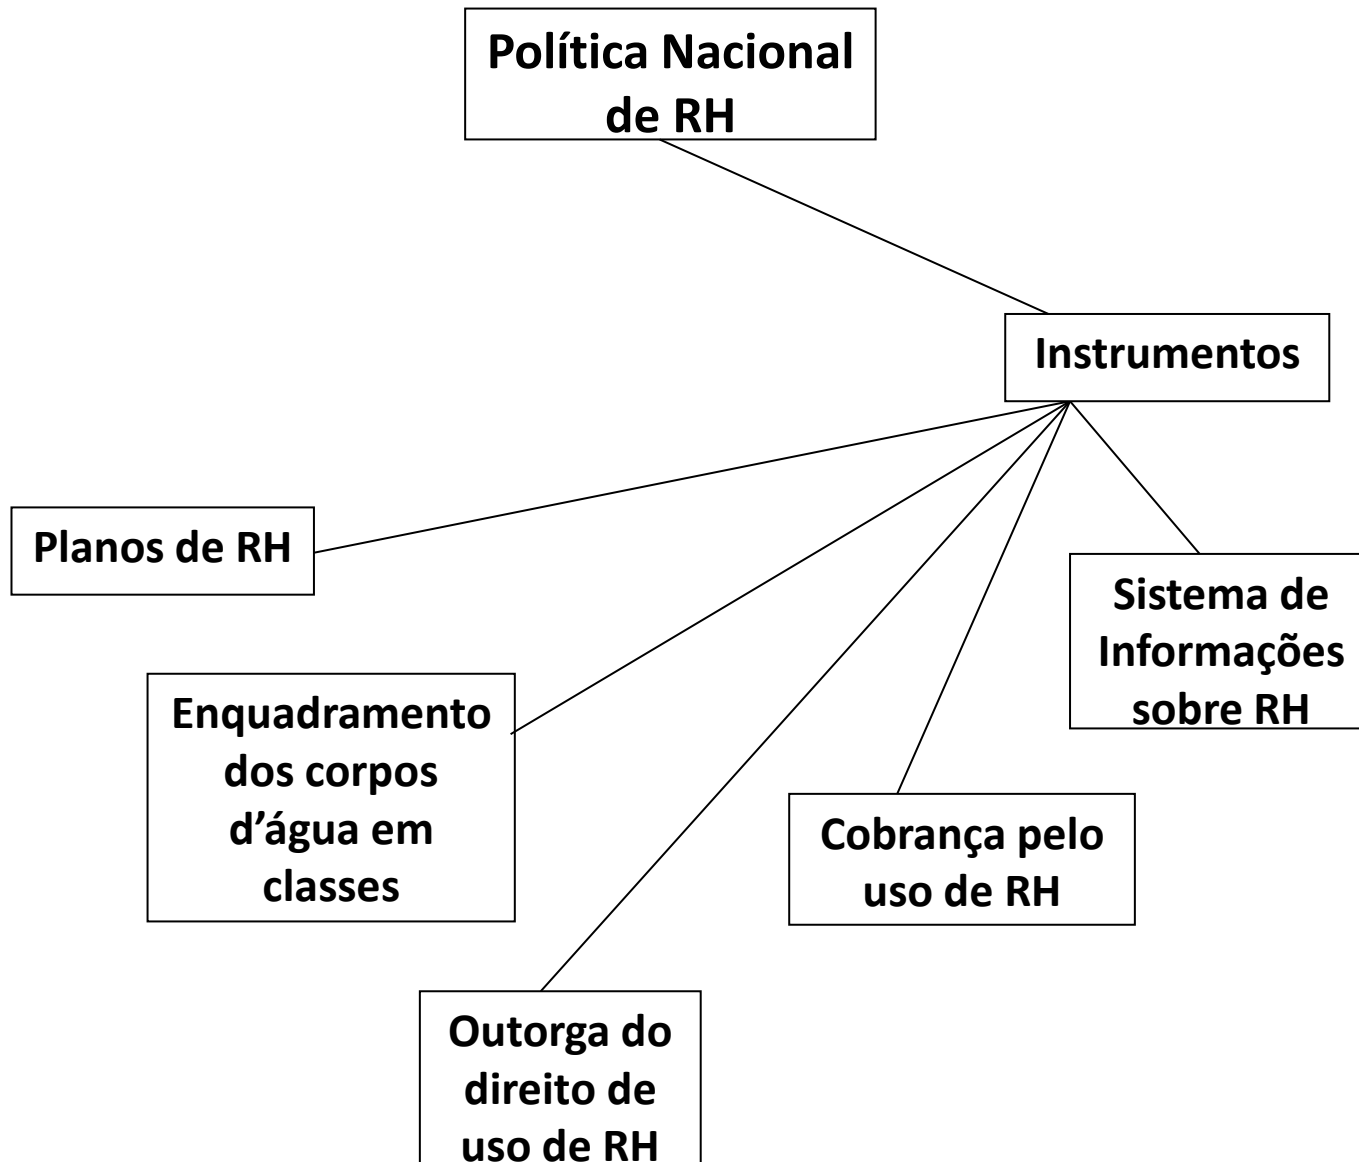 Política Nacional
de RH
Instrumentos
Planos de RH
Sistema de
Informações
sobre RH
Enquadramento
dos corpos
d’água em
classes
Cobrança pelo
uso de RH
Outorga do
direito de
uso de RH